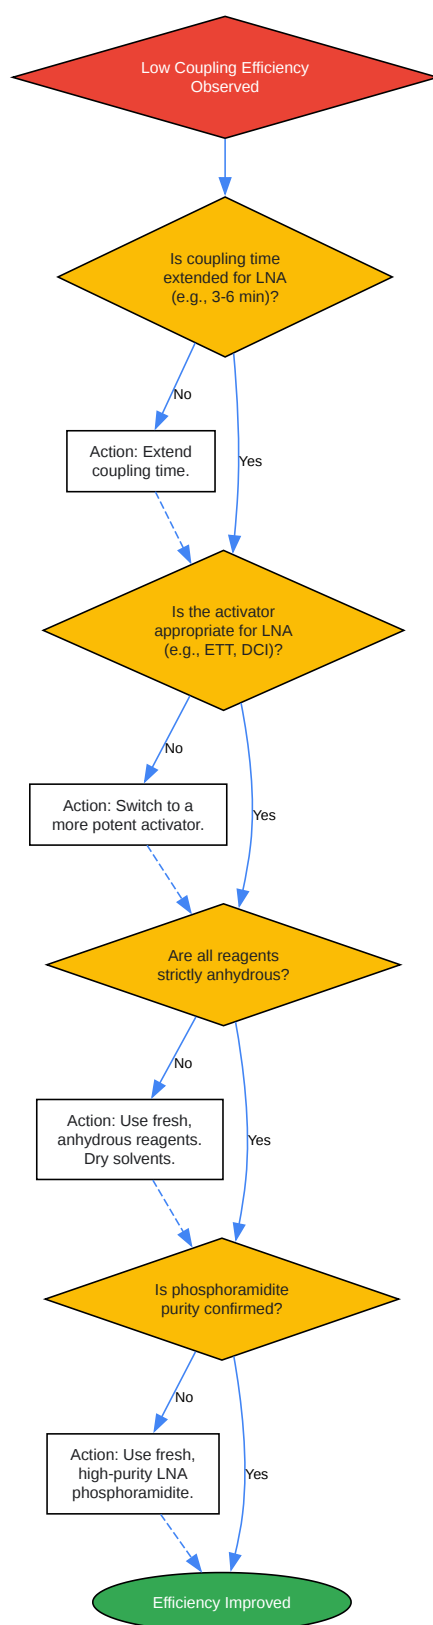 Low Coupling Efficiency
Observed
Is coupling time
extended for LNA
(e.g., 3-6 min)?
No
Action: Extend
coupling time.
Yes
Is the activator
appropriate for LNA
(e.g., ETT, DCI)?
No
Action: Switch to a
more potent activator.
Yes
Are all reagents
strictly anhydrous?
No
Action: Use fresh,
anhydrous reagents.
Dry solvents.
Yes
Is phosphoramidite
purity confirmed?
No
Action: Use fresh,
high-purity LNA
phosphoramidite.
Yes
Efficiency Improved